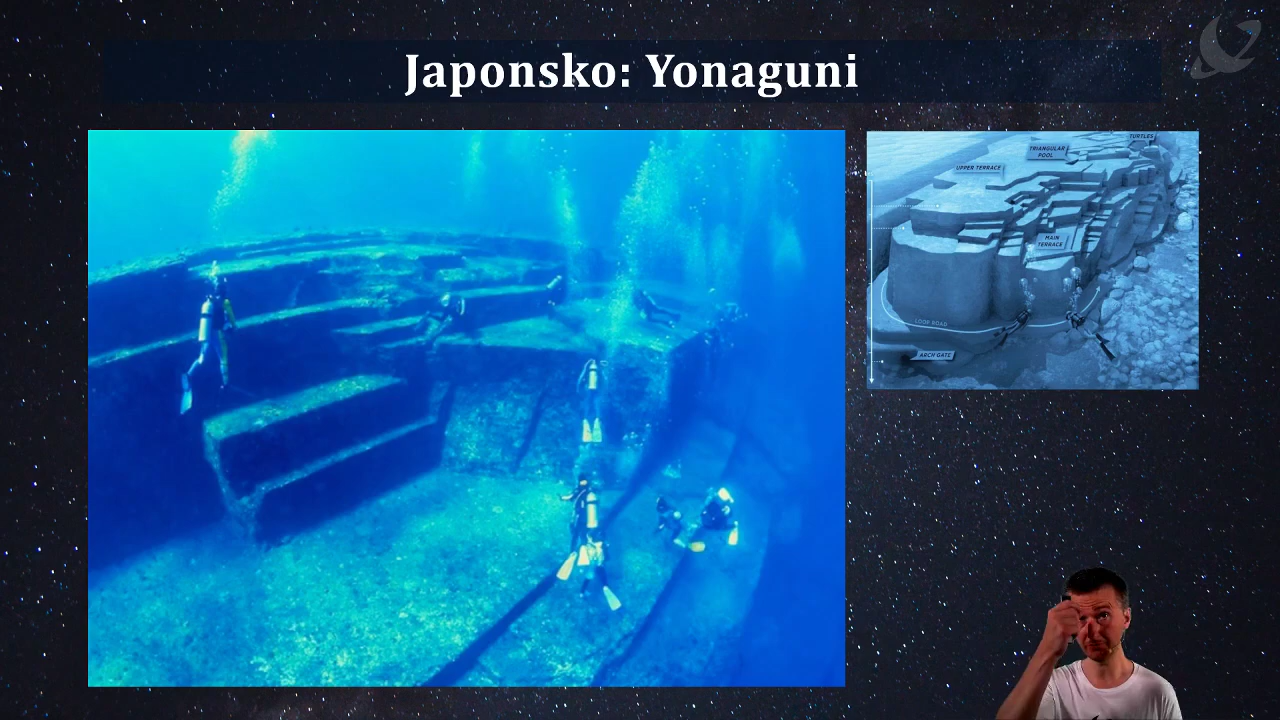 Japonsko: Yonaguni
TURTLES
TRIANGULAR
POOL
UPPER TERRACE
MAIN
TERRACE
LOOP ROAD
ARCH GATE